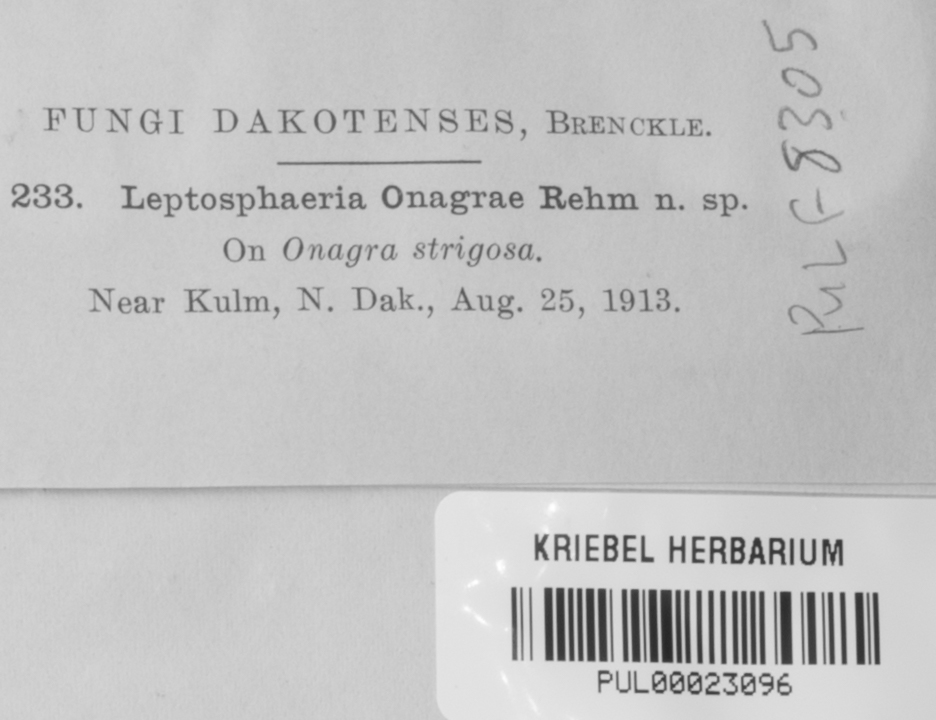 FUNGI DAKOTENSES, BRENCKLE.
233. Leptosphaeria Onagrae Rehm n. sp.
On Onagra strigosa.
Near Kulm, N. Dak., Aug. 25, 1913.
PUL F 8305
KRIEBEL HERBARIUM
PUL00023096